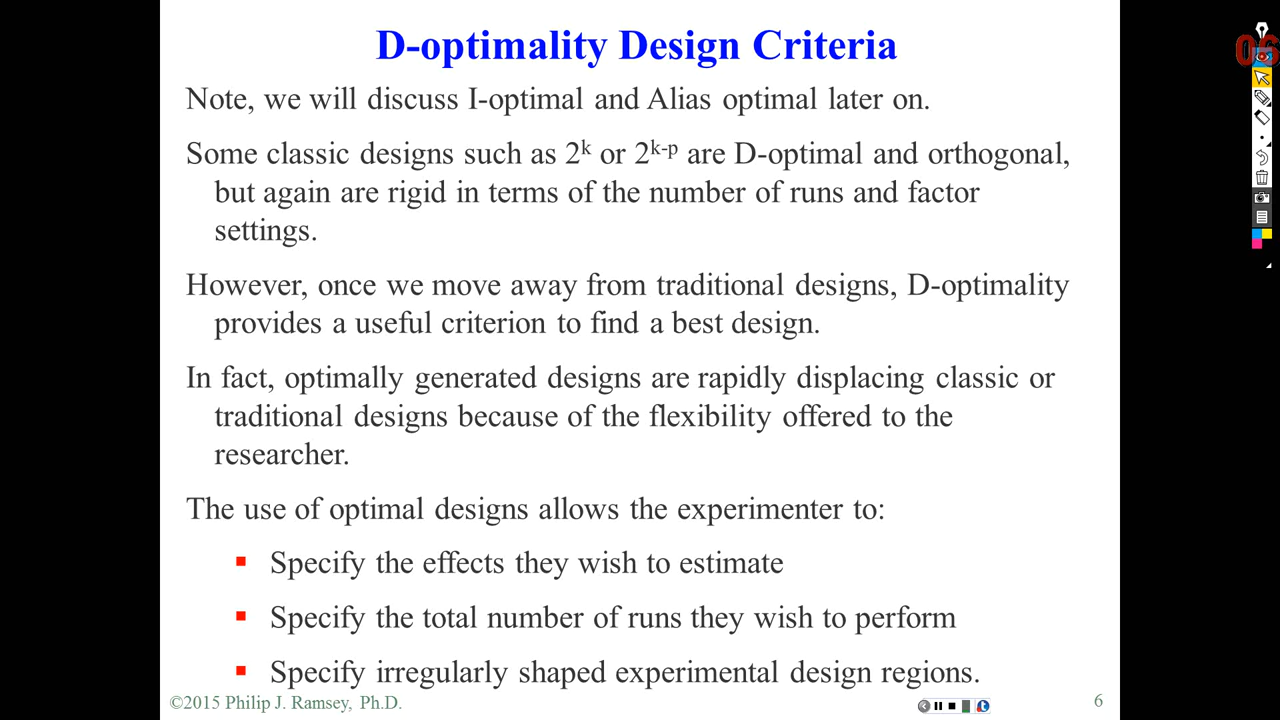 D-optimality Design Criteria
Note, we will discuss I-optimal and Alias optimal later on.
Some classic designs such as 2^k or 2^k-p are D-optimal and orthogonal,
but again are rigid in terms of the number of runs and factor
settings.
However, once we move away from traditional designs, D-optimality
provides a useful criterion to find a best design.
In fact, optimally generated designs are rapidly displacing classic or
traditional designs because of the flexibility offered to the
researcher.
The use of optimal designs allows the experimenter to:
▪ Specify the effects they wish to estimate
▪ Specify the total number of runs they wish to perform
▪ Specify irregularly shaped experimental design regions.
©2015 Philip J. Ramsey, Ph.D.
6